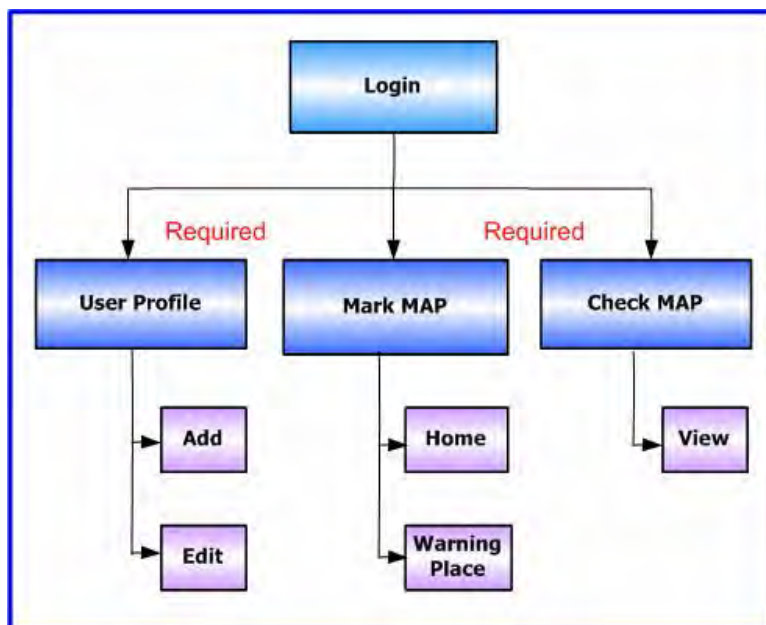 Login
Required
Required
User Profile
Mark MAP
Check MAP
Add
Home
View
Edit
Warning
Place